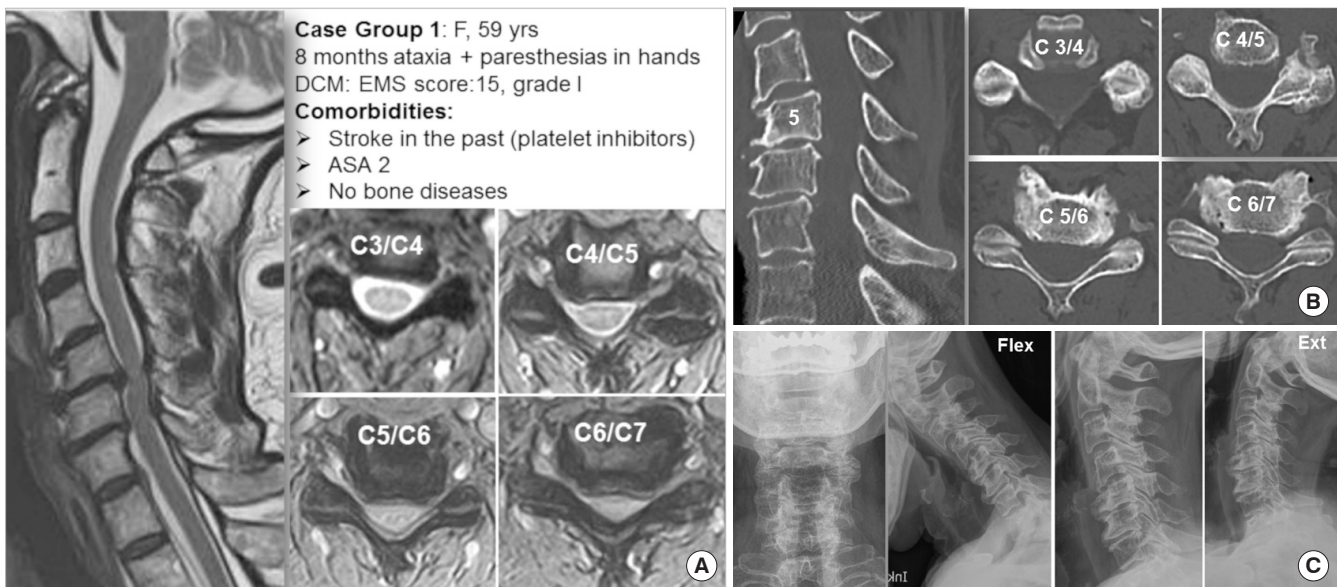 Case Group 1: F, 59 yrs
8 months ataxia + paresthesias in hands
DCM: EMS score:15, grade I
Comorbidities:
➢ Stroke in the past (platelet inhibitors)
➢ ASA 2
➢ No bone diseases
C3/C4
C4/C5
C5/C6
C6/C7
A
5
C 3/4
C 4/5
C 5/6
C 6/7
B
Flex
Ext
C